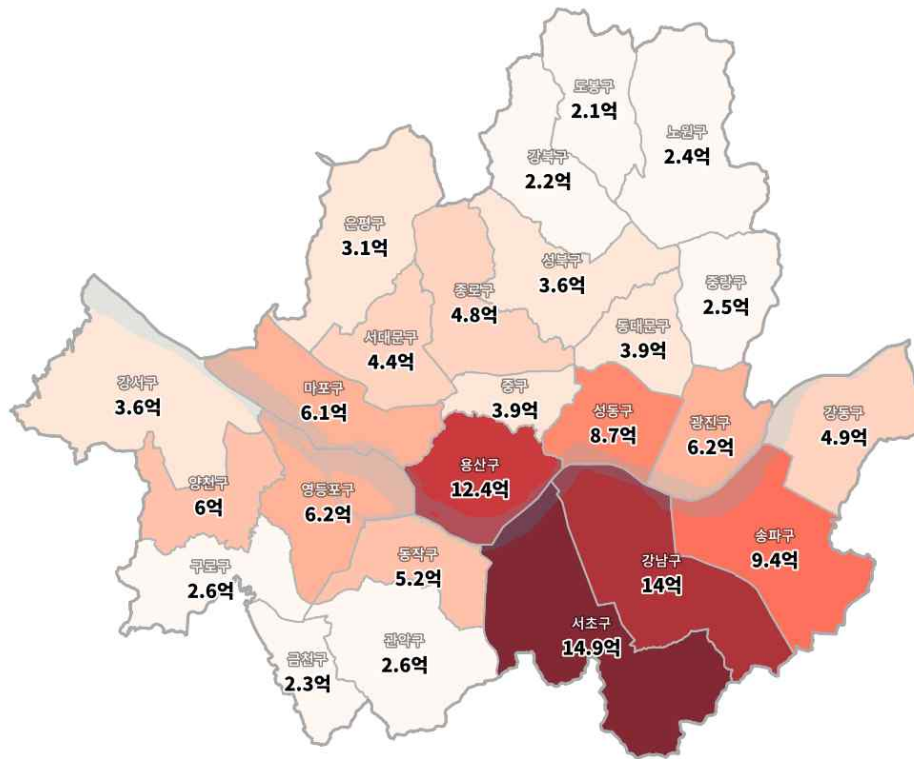 도봉구
2.1억
노원구
2.4억
강북구
2.2억
은평구
3.1억
성북구
3.6억
종로구
4.8억
중랑구
2.5억
서대문구
4.4억
동대문구
3.9억
강서구
3.6억
마포구
6.1억
중구
3.9억
성동구
8.7억
광진구
6.2억
강동구
4.9억
용산구
12.4억
양천구
6억
영등포구
6.2억
송파구
9.4억
동작구
5.2억
강남구
14억
구로구
2.6억
서초구
14.9억
관악구
2.6억
금천구
2.3억